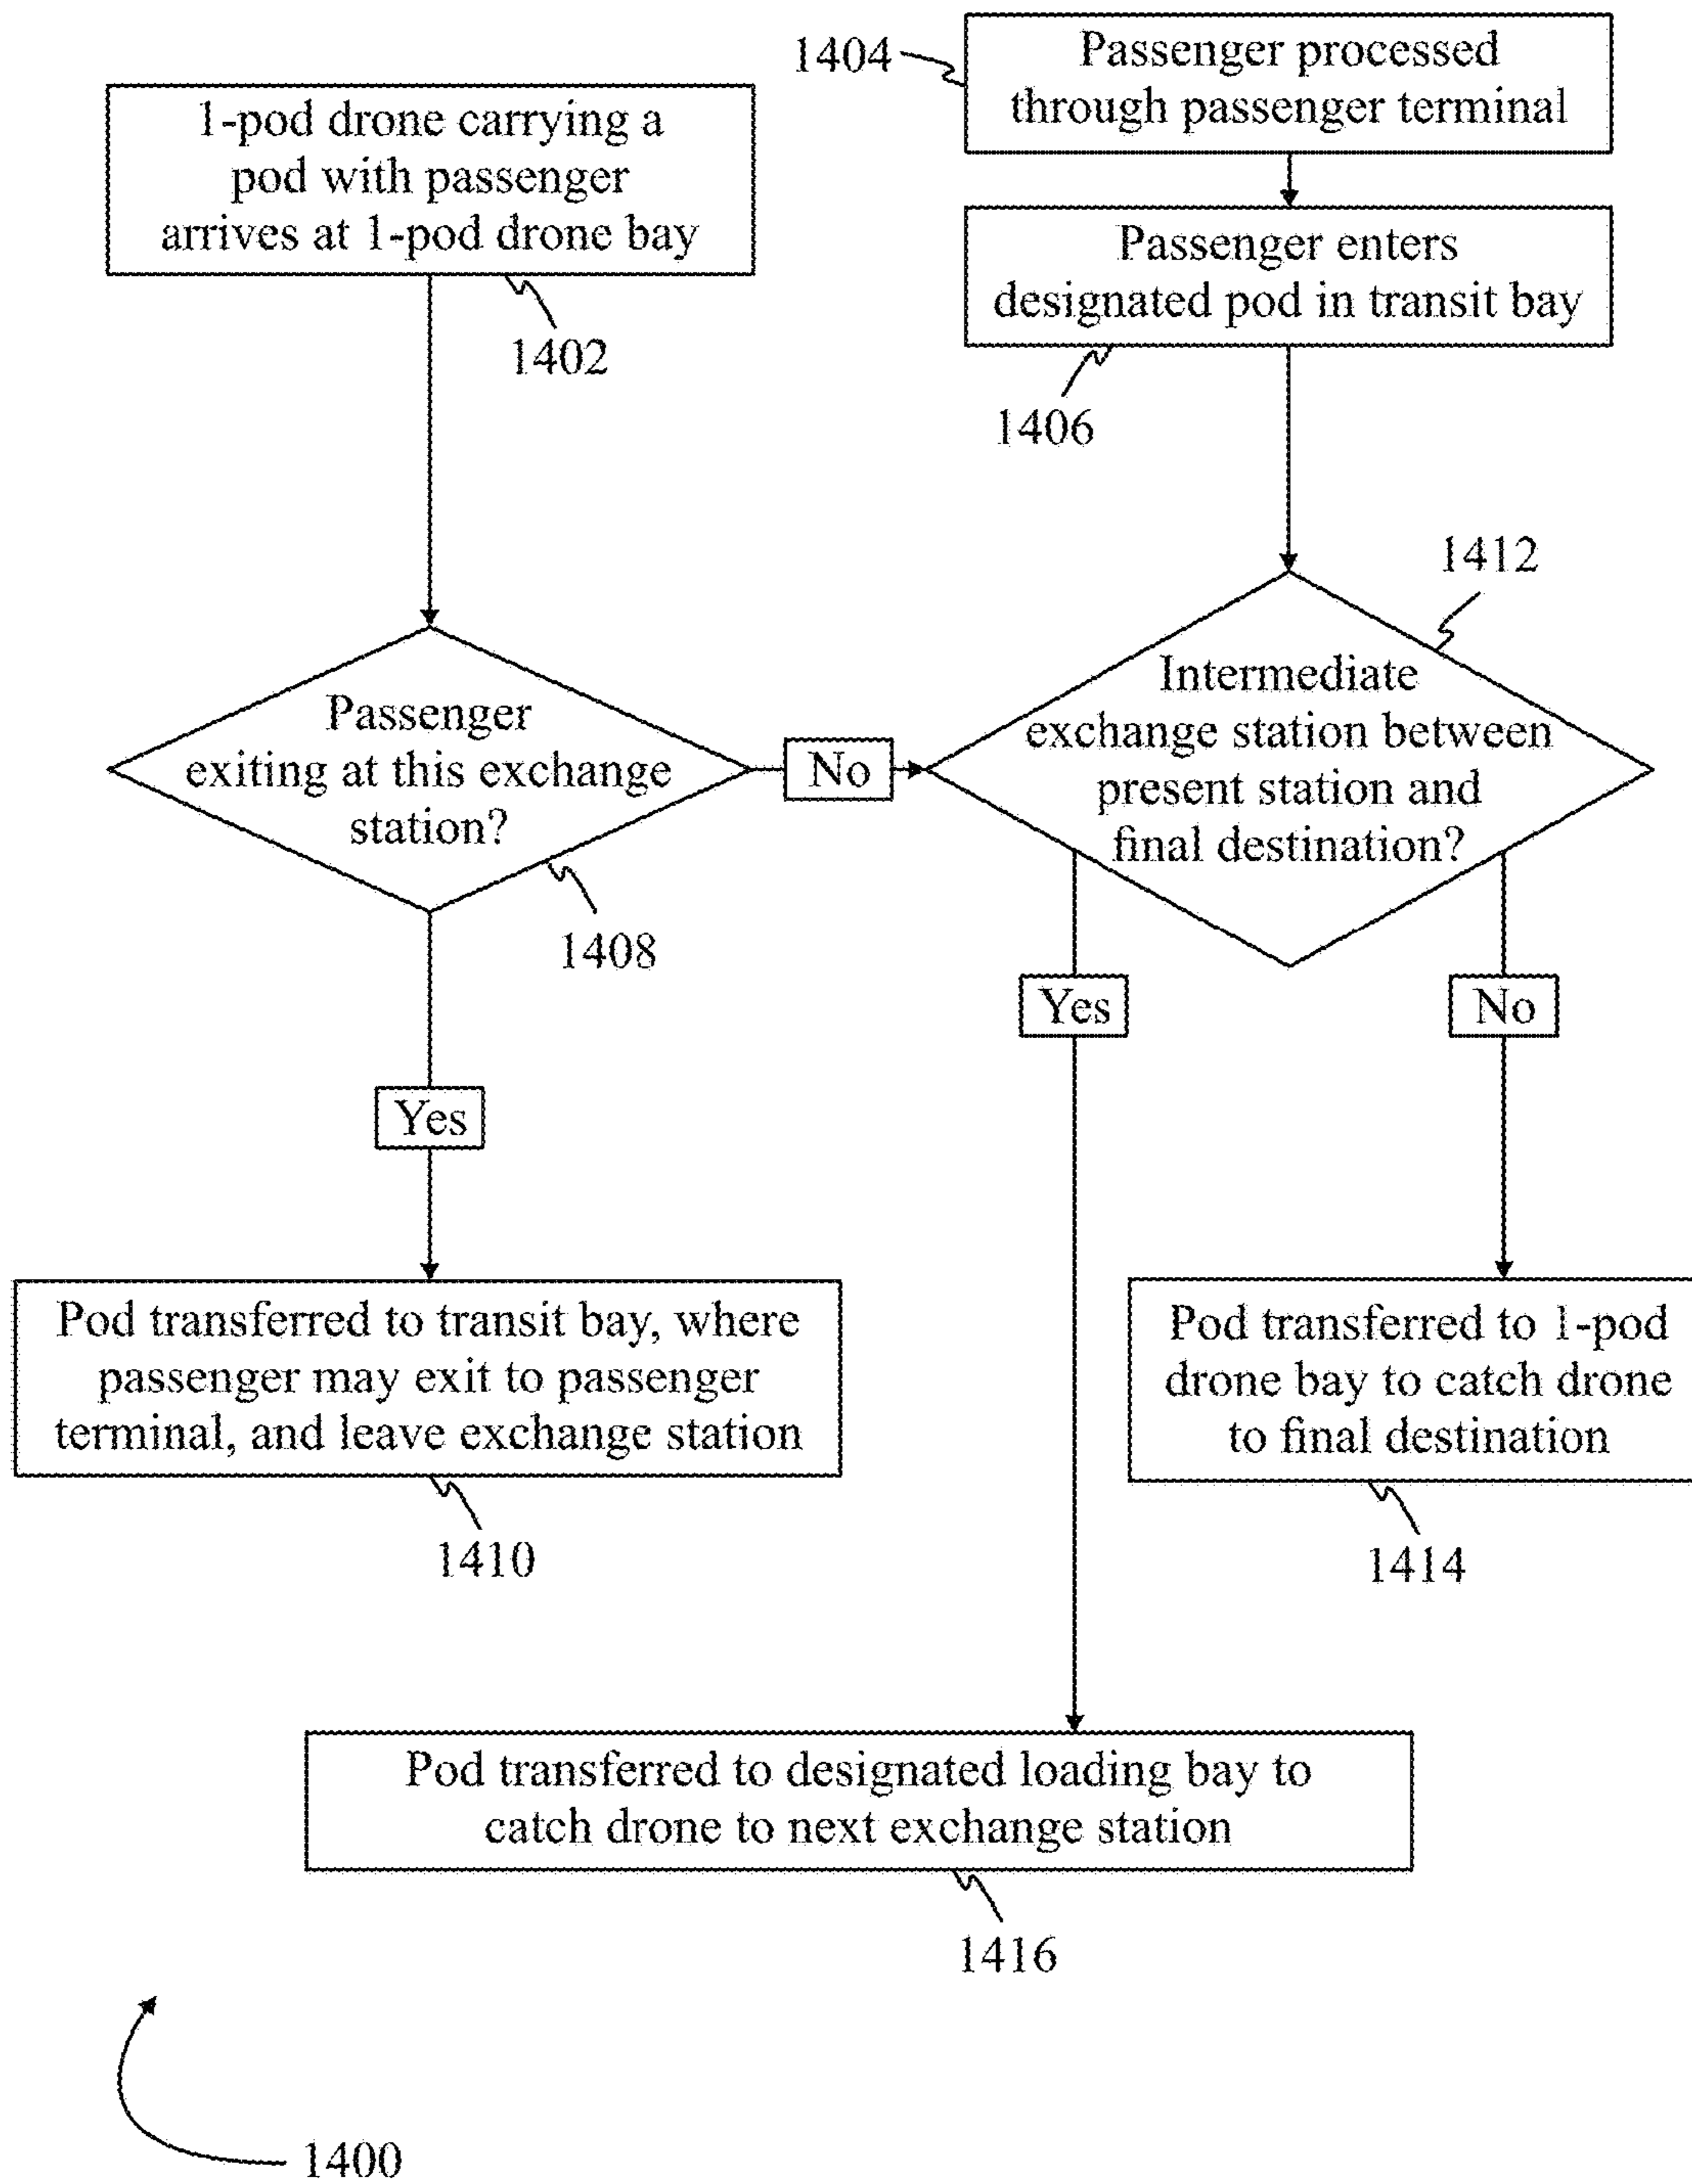 1404
Passenger processed
through passenger terminal
1-pod drone carrying a
pod with passenger
arrives at 1-pod drone bay
1402
Passenger enters
designated pod in transit bay
1406
1412
Passenger
exiting at this exchange
station?
1408
No
Intermediate
exchange station between
present station and
final destination?
Yes
No
Yes
Pod transferred to transit bay, where
passenger may exit to passenger
terminal, and leave exchange station
1410
Pod transferred to 1-pod
drone bay to catch drone
to final destination
1414
Pod transferred to designated loading bay to
catch drone to next exchange station
1416
1400